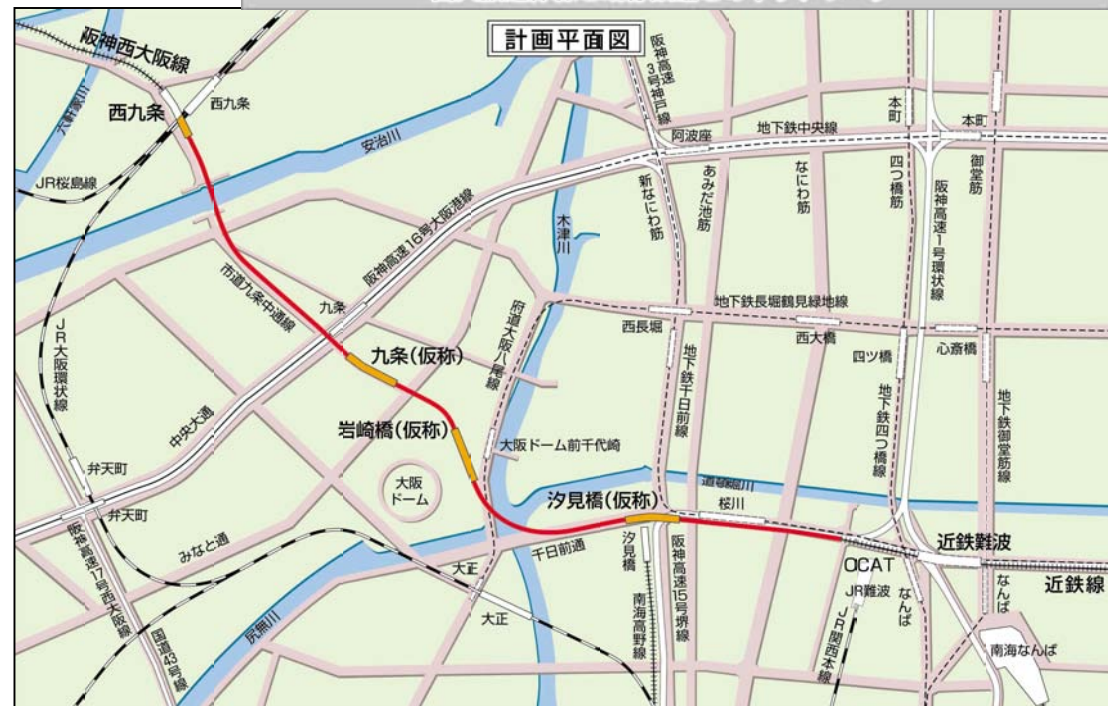 計画平面図
阪神西大阪線
西九条
西九条
六軒家川
JR桜島線
安治川
阪神高速3号神戸線
阿波座
地下鉄中央線
本町
本町
新なにわ筋
あみだ池筋
なにわ筋
四つ橋筋
阪神高速1号環状線
御堂筋
木津川
阪神高速16号大阪港線
市道九条中通線
九条
九条(仮称)
府道大阪八尾線
地下鉄長堀鶴見緑地線
西長堀
西大橋
四ツ橋
心斎橋
JR大阪環状線
中央大通
岩崎橋(仮称)
大阪ドーム前千代崎
地下鉄千日前線
地下鉄四つ橋線
地下鉄御堂筋線
弁天町
弁天町
大阪
ドーム
道頓堀川
汐見橋(仮称)
桜川
近鉄難波
近鉄線
みなと通
千日前通
大正
大正
汐見橋
阪神高速15号堺線
OCAT
JR難波
なんば
なんば
阪神高速17号西大阪線
国道43号線
尻無川
南海高野線
JR関西本線
南海なんば